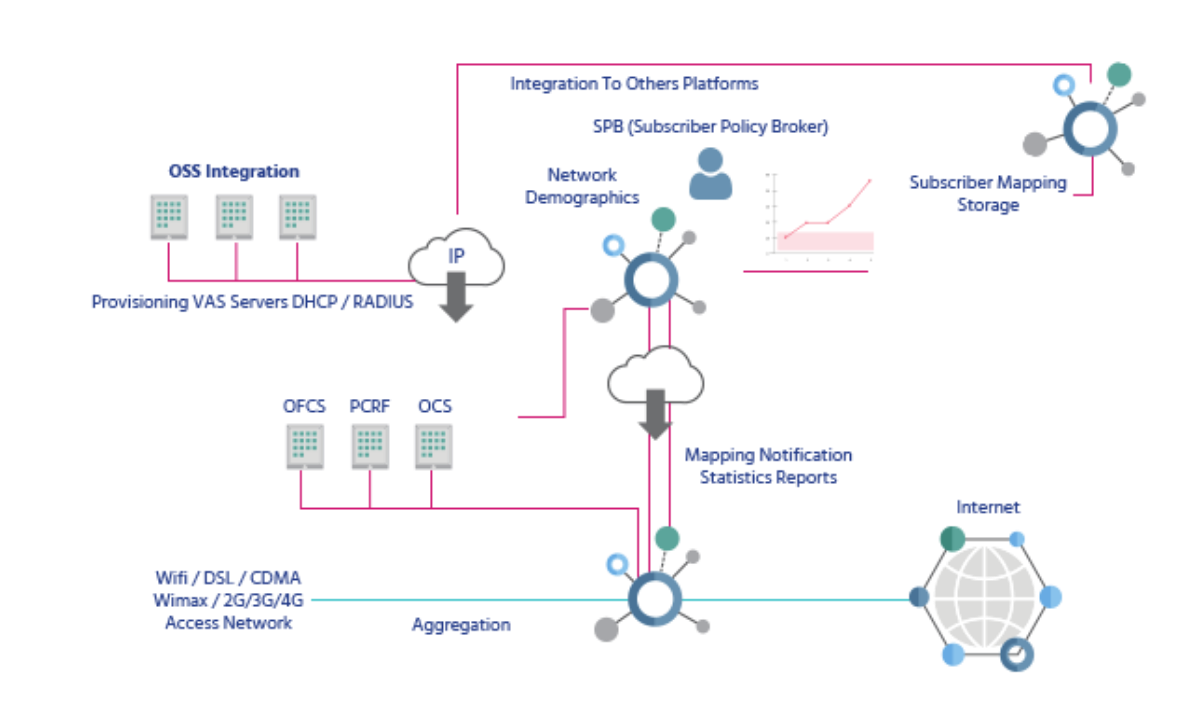 Integration To Others Platforms
SPB (Subscriber Policy Broker)
OSS Integration
Network
Demographics
Subscriber Mapping
Storage
IP
Provisioning VAS Servers DHCP / RADIUS
OFCS
PCRF
OCS
Mapping Notification
Statistics Reports
Internet
Wifi / DSL / CDMA
Wimax / 2G/3G/4G
Access Network
Aggregation